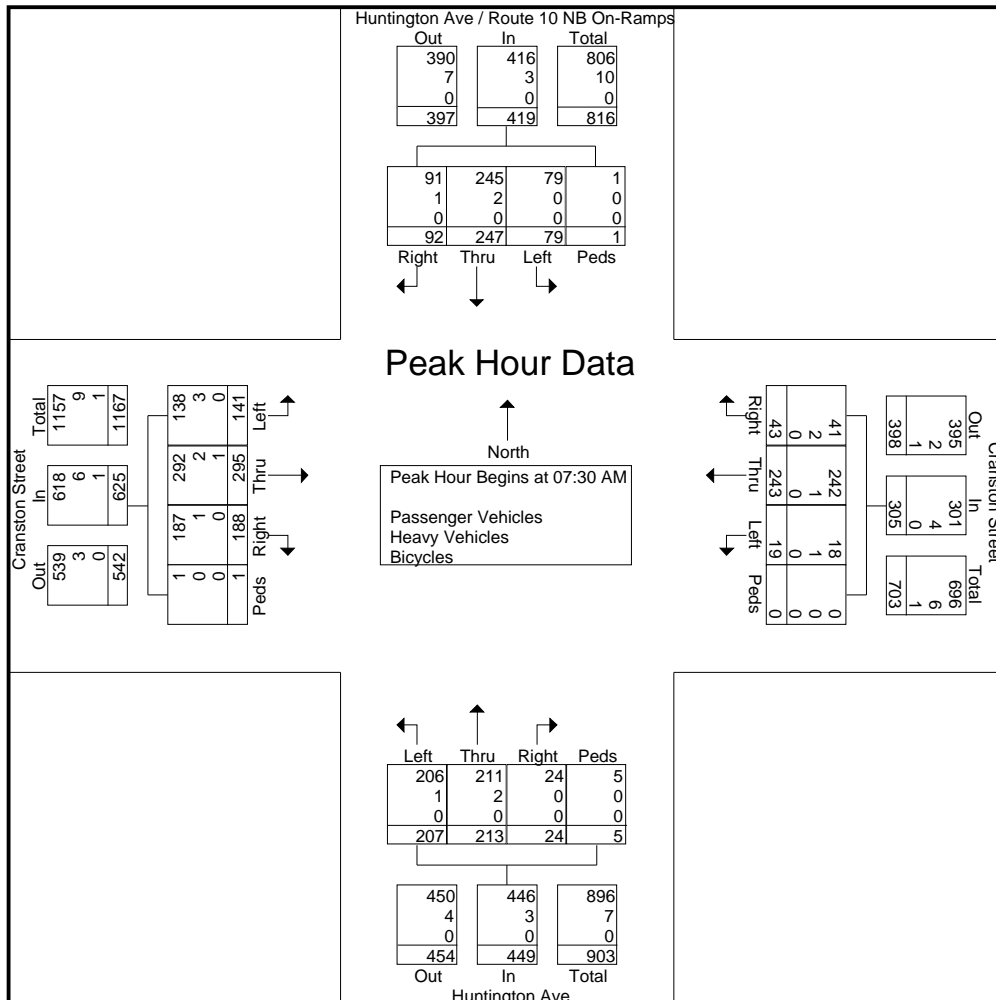 Huntington Ave / Route 10 NB On-Ramps
Out In Total
390 416 806
7 3 10
0 0 0
397 419 816
91 245 79 1
1 2 0 0
0 0 0 0
92 247 79 1
Right Thru Left Peds
Peak Hour Data
North
Peak Hour Begins at 07:30 AM
Passenger Vehicles
Heavy Vehicles
Bicycles
Cranston Street
Total In Out
1157 618 539
9 6 3
1 1 0
1167 625 542
138 292 187 1
3 2 1 0
0 1 0 0
141 295 188 1
Left Thru Right Peds
Cranston Street
Out In Total
395 301 696
2 4 6
1 0 1
398 305 703
41 242 18 0
2 1 1 0
0 0 0 0
43 243 19 0
Right Thru Left Peds
Left Thru Right Peds
206 211 24 5
1 2 0 0
0 0 0 0
207 213 24 5
450 446 896
4 3 7
0 0 0
454 449 903
Out In Total
Huntington Ave